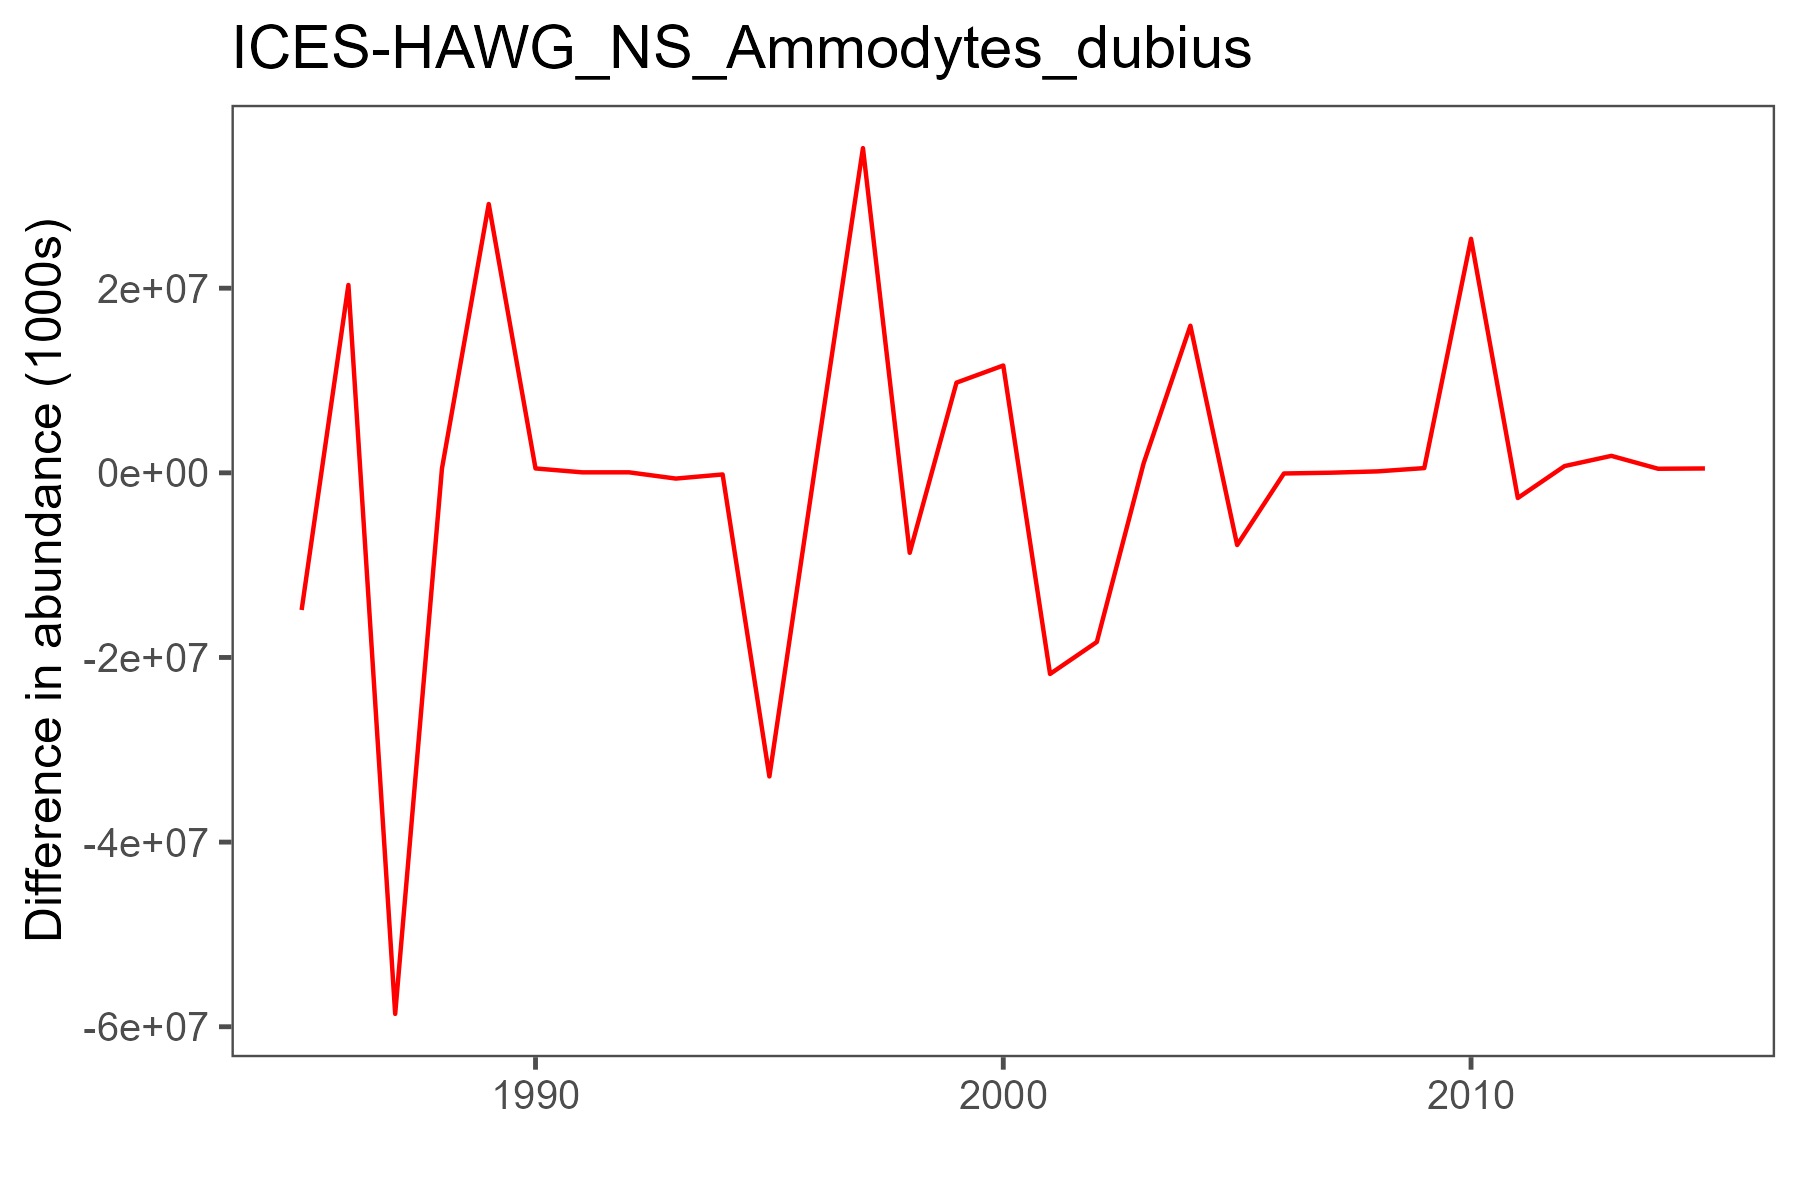 ICES-HAWG_NS_Ammodytes_dubius
Difference in abundance (1000s)
2e+07
0e+00
-2e+07
-4e+07
-6e+07
1990
2000
2010